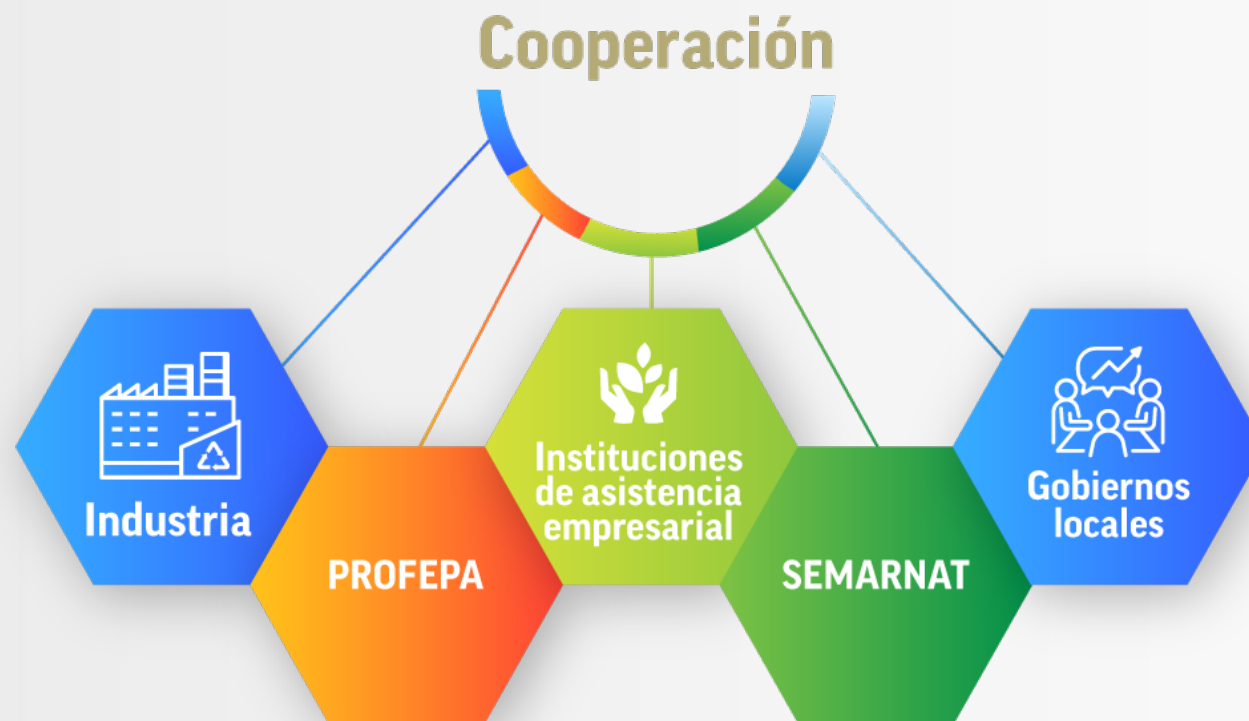 Cooperación
Industria
PROFEPA
Instituciones
de asistencia
empresarial
SEMARNAT
Gobiernos
locales